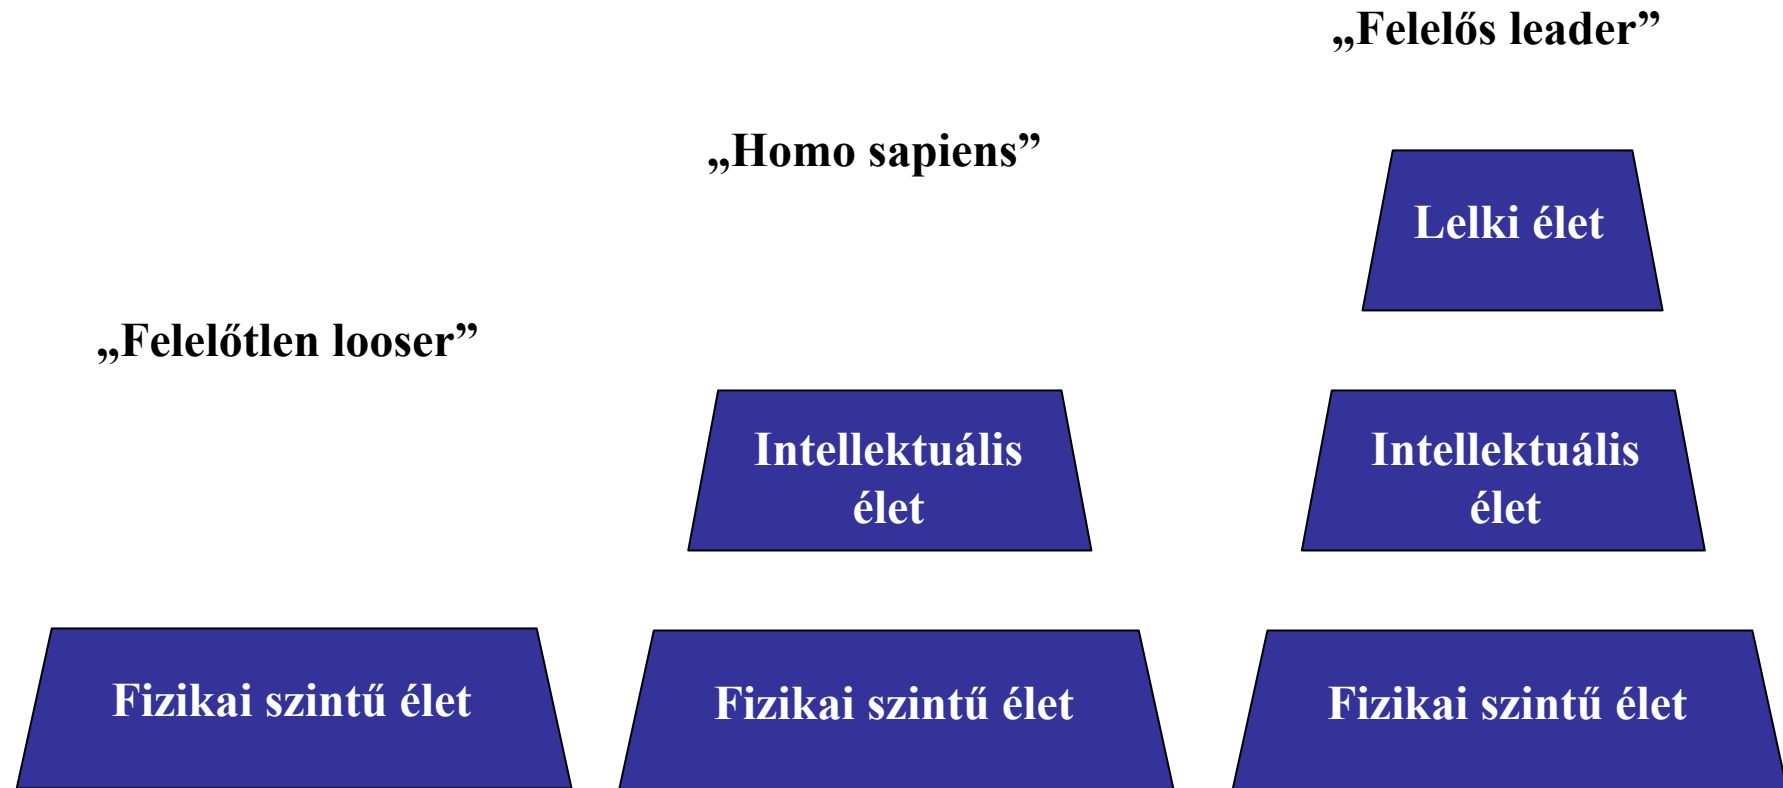 „Felelős leader”
„Homo sapiens”
Lelki élet
„Felelőtlen looser”
Intellektuális
élet
Intellektuális
élet
Fizikai szintű élet
Fizikai szintű élet
Fizikai szintű élet